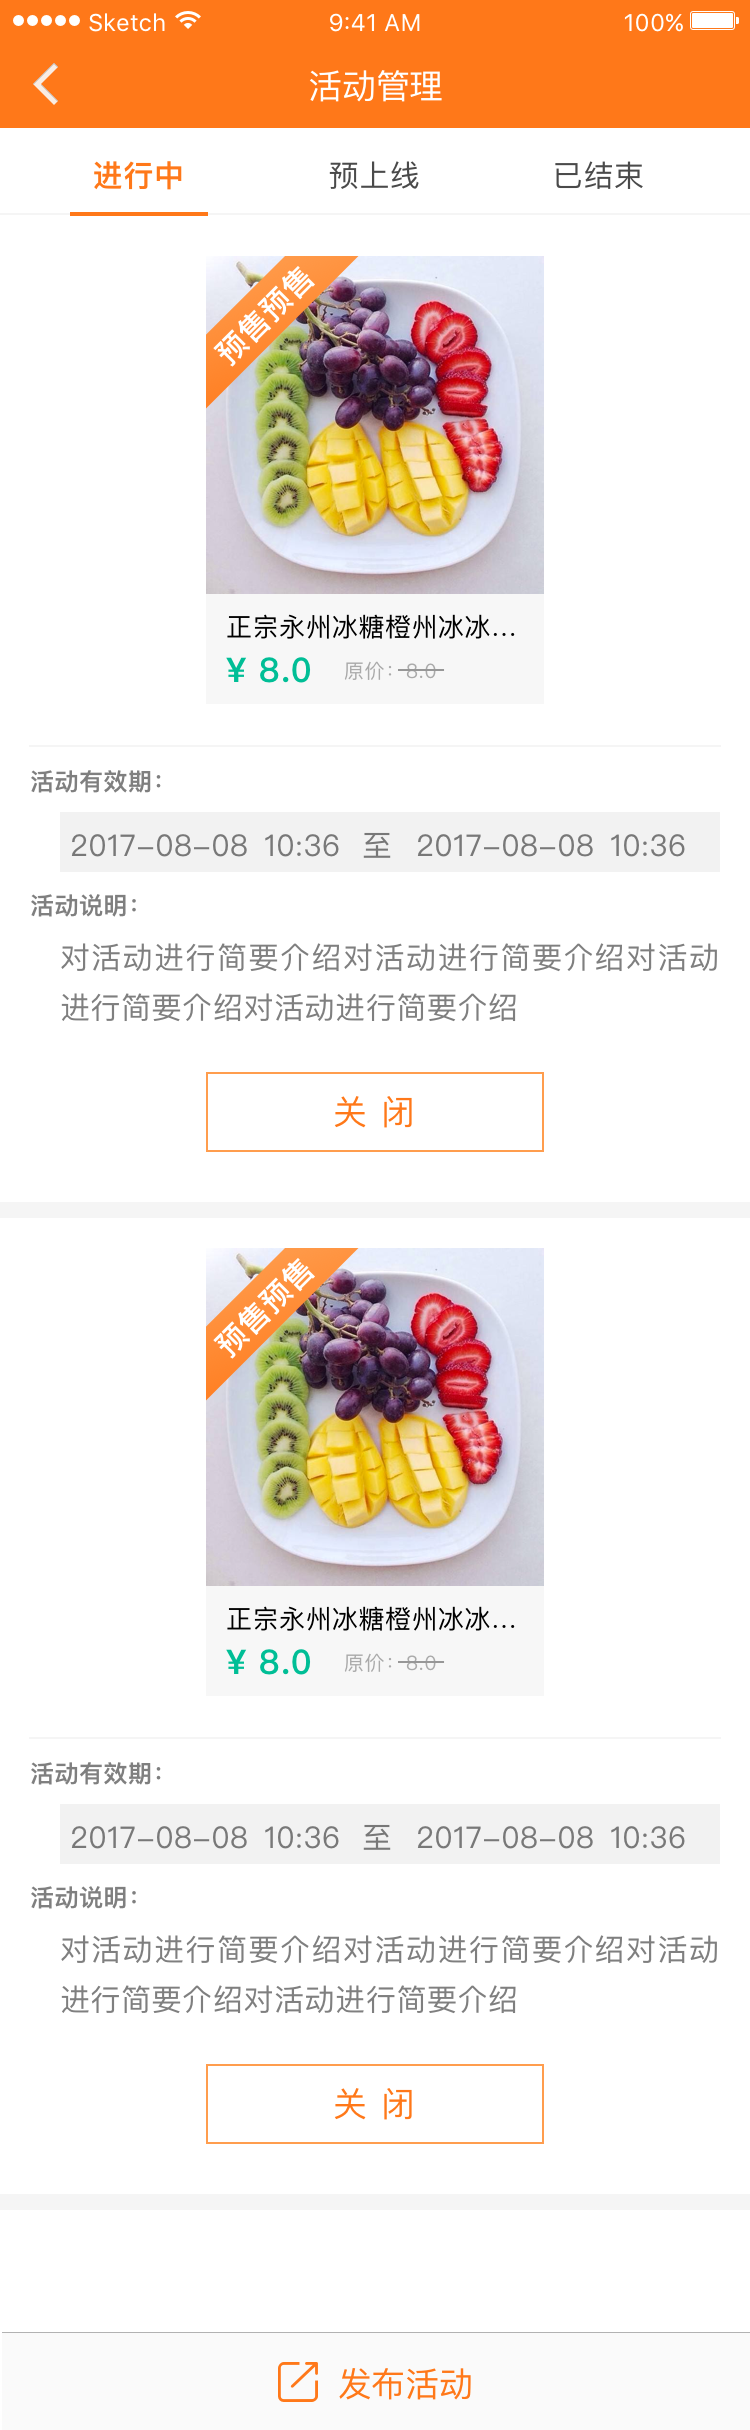 Sketch 9:41 AM 100%
活动管理
进行中 预上线 已结束
预售预售
正宗永州冰糖橙州冰冰...
¥ 8.0 原价: 8.0
活动有效期:
2017-08-08 10:36 至 2017-08-08 10:36
活动说明:
对活动进行简要介绍对活动进行简要介绍对活动
进行简要介绍对活动进行简要介绍
关 闭
预售预售
正宗永州冰糖橙州冰冰...
¥ 8.0 原价: 8.0
活动有效期:
2017-08-08 10:36 至 2017-08-08 10:36
活动说明:
对活动进行简要介绍对活动进行简要介绍对活动
进行简要介绍对活动进行简要介绍
关 闭
发布活动